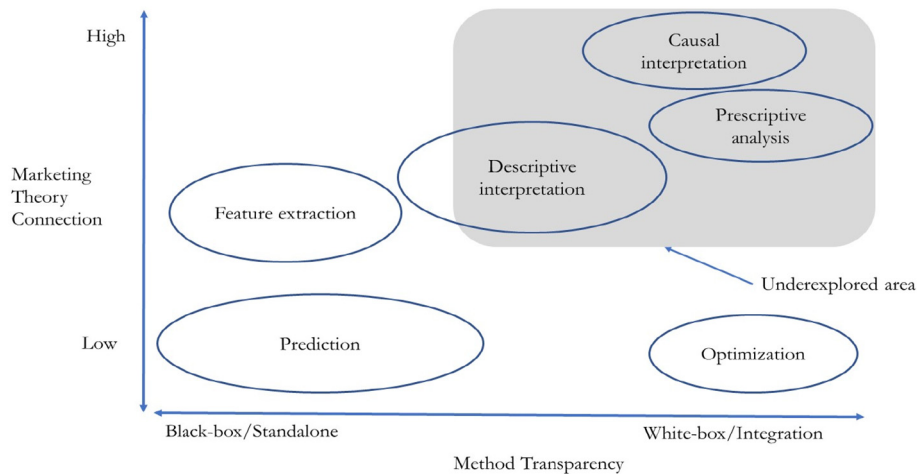 High
Causal
interpretation
Prescriptive
analysis
Marketing
Theory
Connection
Descriptive
interpretation
Feature extraction
Underexplored area
Low
Prediction
Optimization
Black-box/Standalone
White-box/Integration
Method Transparency